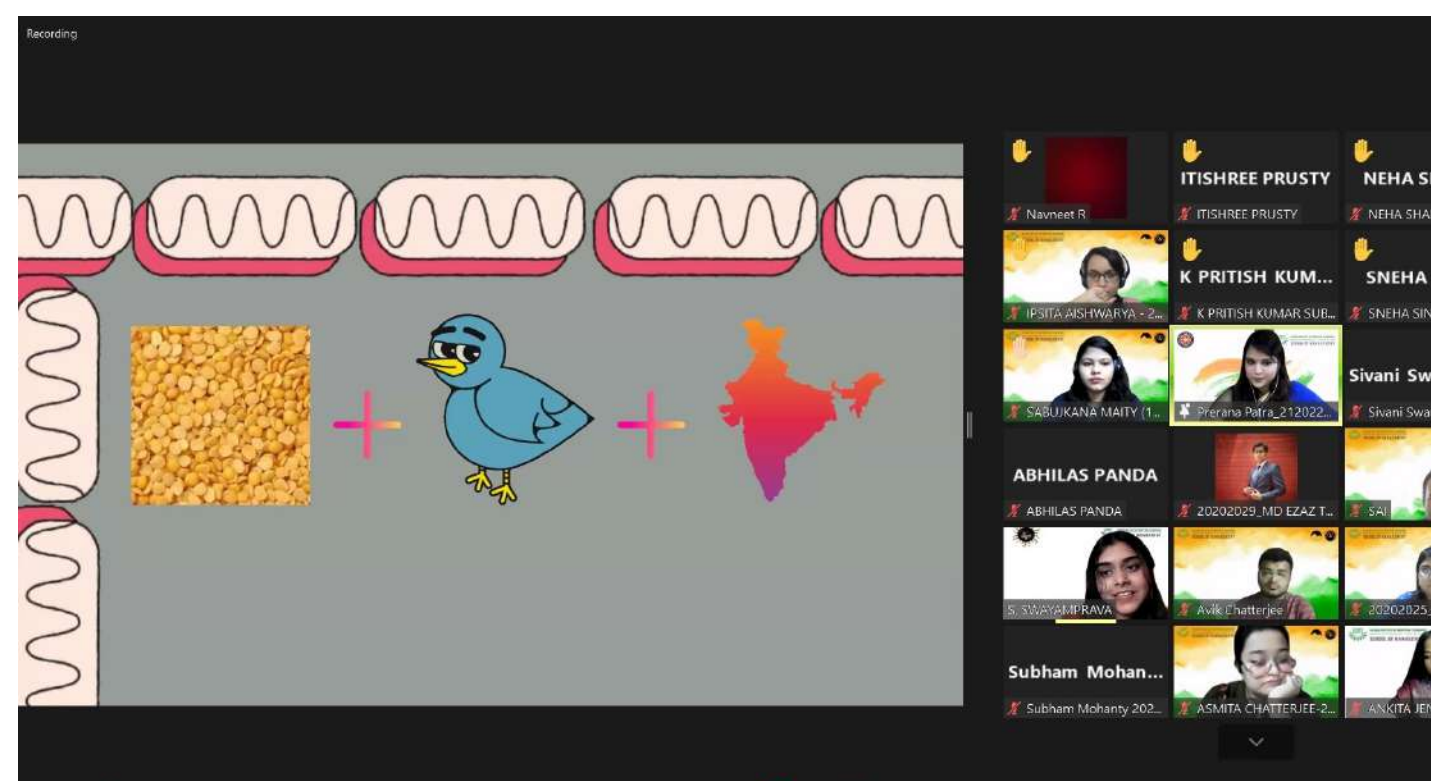 Recording
ITISHREE PRUSTY
NEHA S
Navneet R
ITISHREE PRUSTY
NEHA SHA
K PRITISH KUM...
SNEHA
IPSITA AISHWARYA - 2...
K PRITISH KUMAR SUB...
SNEHA SIN
Sivani Sw
SABUJKANA MAITY (1...
Prerana Patra_212022...
Sivani Swa
ABHILAS PANDA
ABHILAS PANDA
20202029_MD EZAZ T...
SAI
S. SWAYAMPRAVA
Avik Chatterjee
20202025_
Subham Mohan...
Subham Mohanty 202...
ASMITA CHATTERJEE-2...
ANKITA JEN